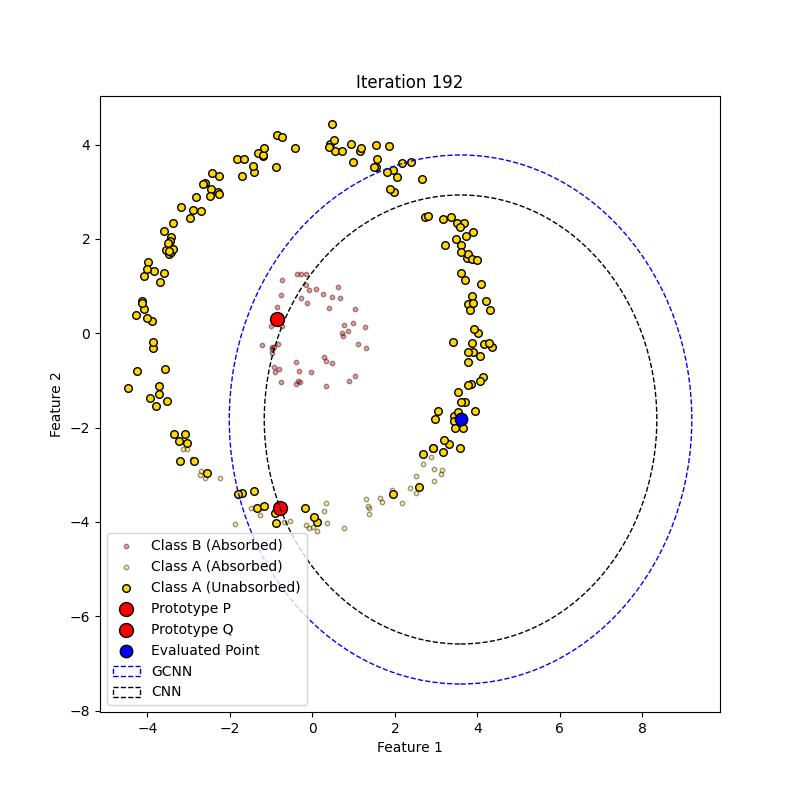 Iteration 192
4
2
0
−2
−4
−6
−8
Feature 2
Class B (Absorbed)
Class A (Absorbed)
Class A (Unabsorbed)
Prototype P
Prototype Q
Evaluated Point
GCNN
CNN
−4 −2 0 2 4 6 8
Feature 1